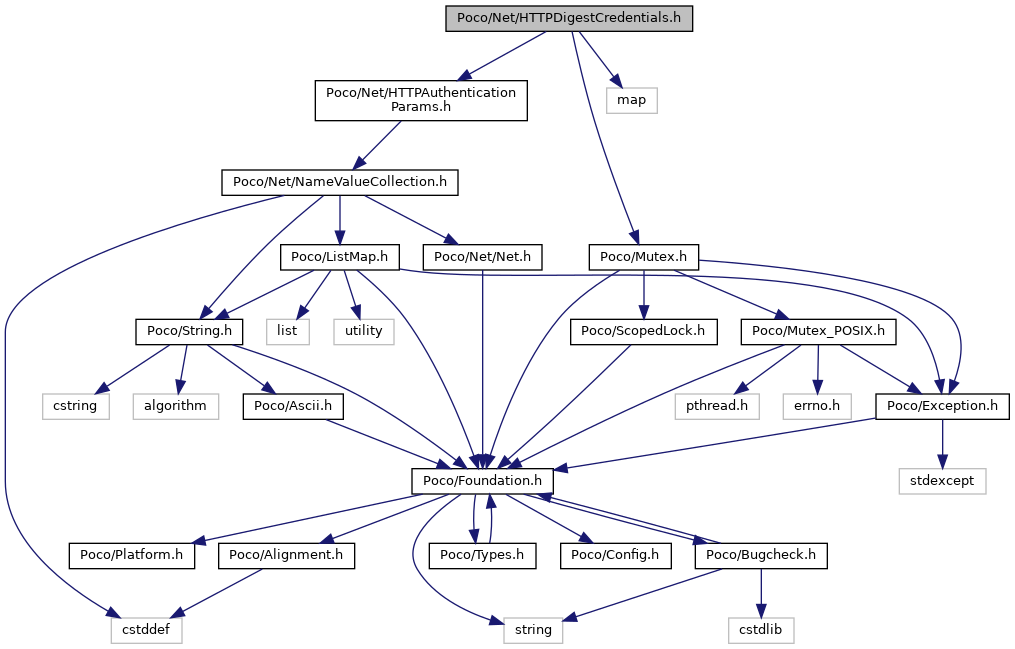 Poco/Net/HTTPDigestCredentials.h
Poco/Net/HTTPAuthentication
Params.h
map
Poco/Net/NameValueCollection.h
Poco/ListMap.h
Poco/Net/Net.h
Poco/Mutex.h
Poco/String.h
list
utility
Poco/ScopedLock.h
Poco/Mutex_POSIX.h
cstring
algorithm
Poco/Ascii.h
pthread.h
errno.h
Poco/Exception.h
Poco/Foundation.h
stdexcept
Poco/Platform.h
Poco/Alignment.h
Poco/Types.h
Poco/Config.h
Poco/Bugcheck.h
cstddef
string
cstdlib